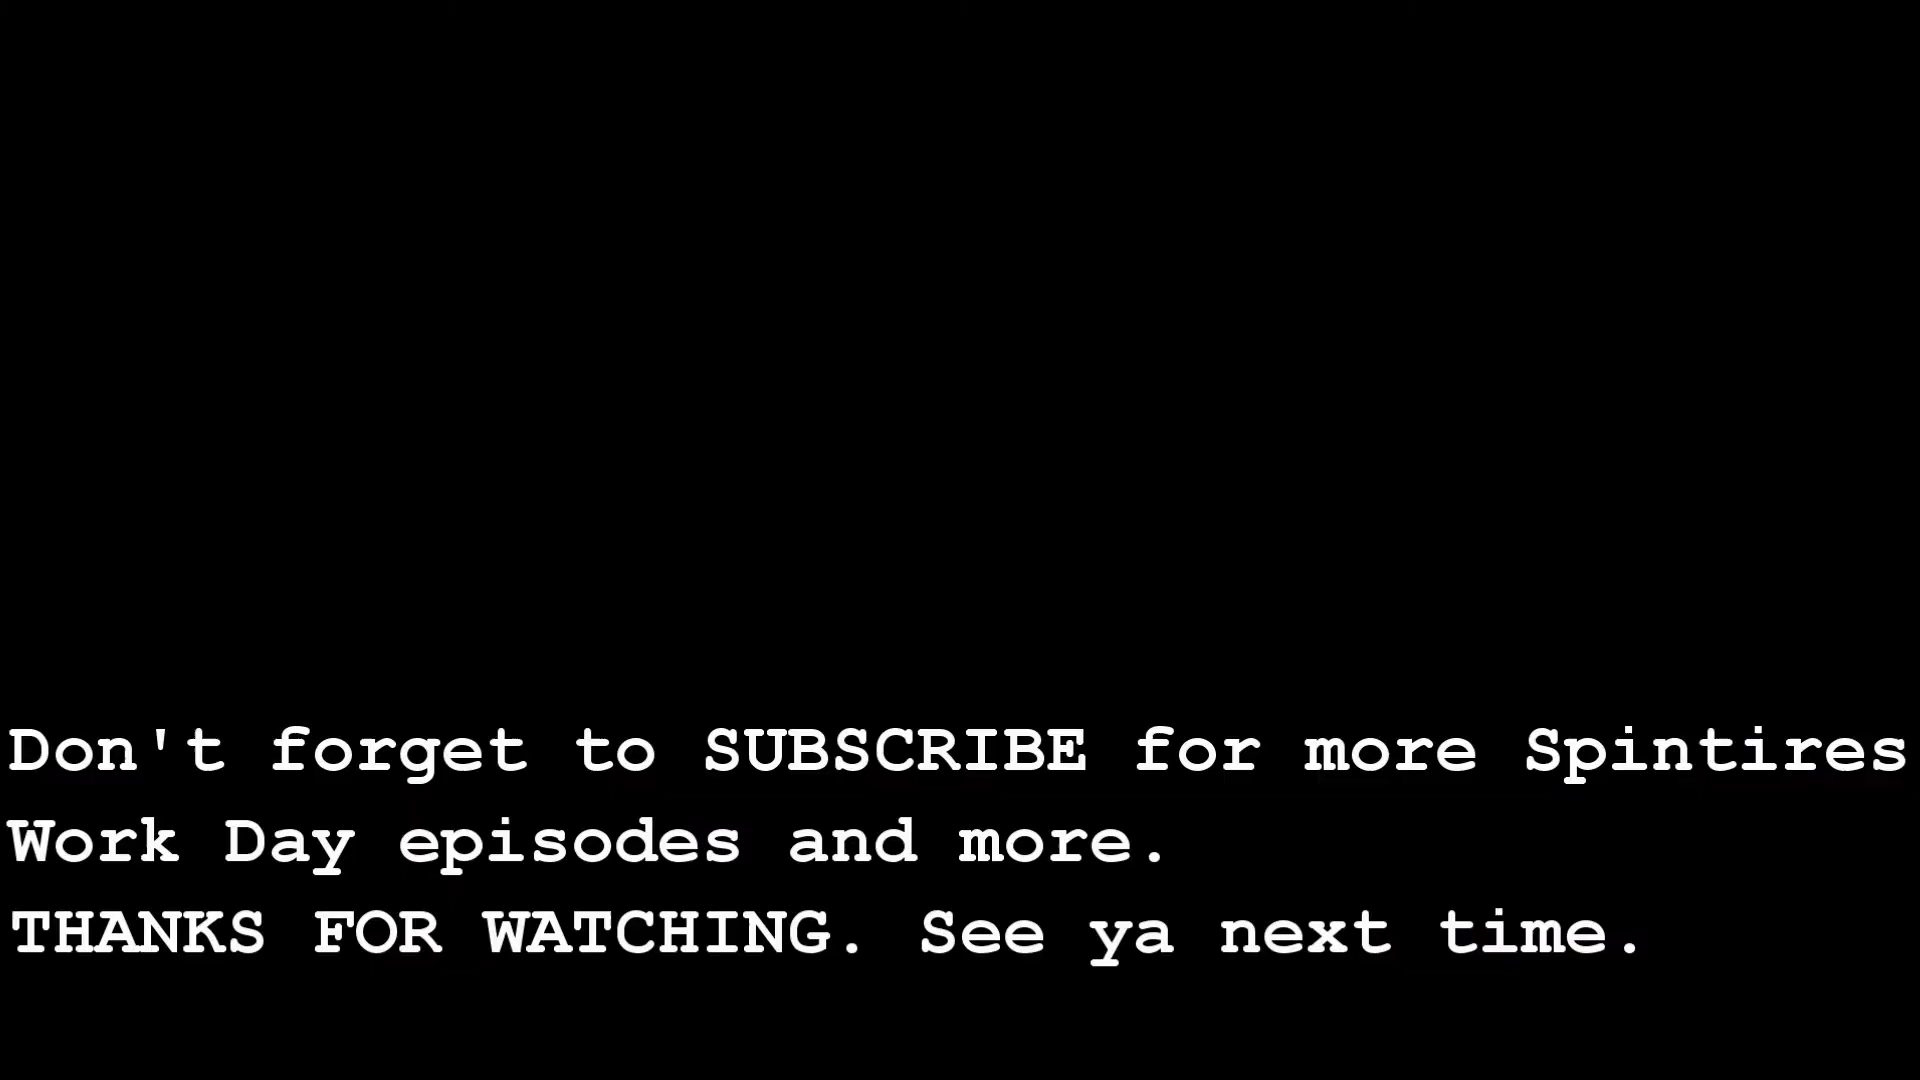 Don't forget to SUBSCRIBE for more Spintires
Work Day episodes and more.
THANKS FOR WATCHING. See ya next time.